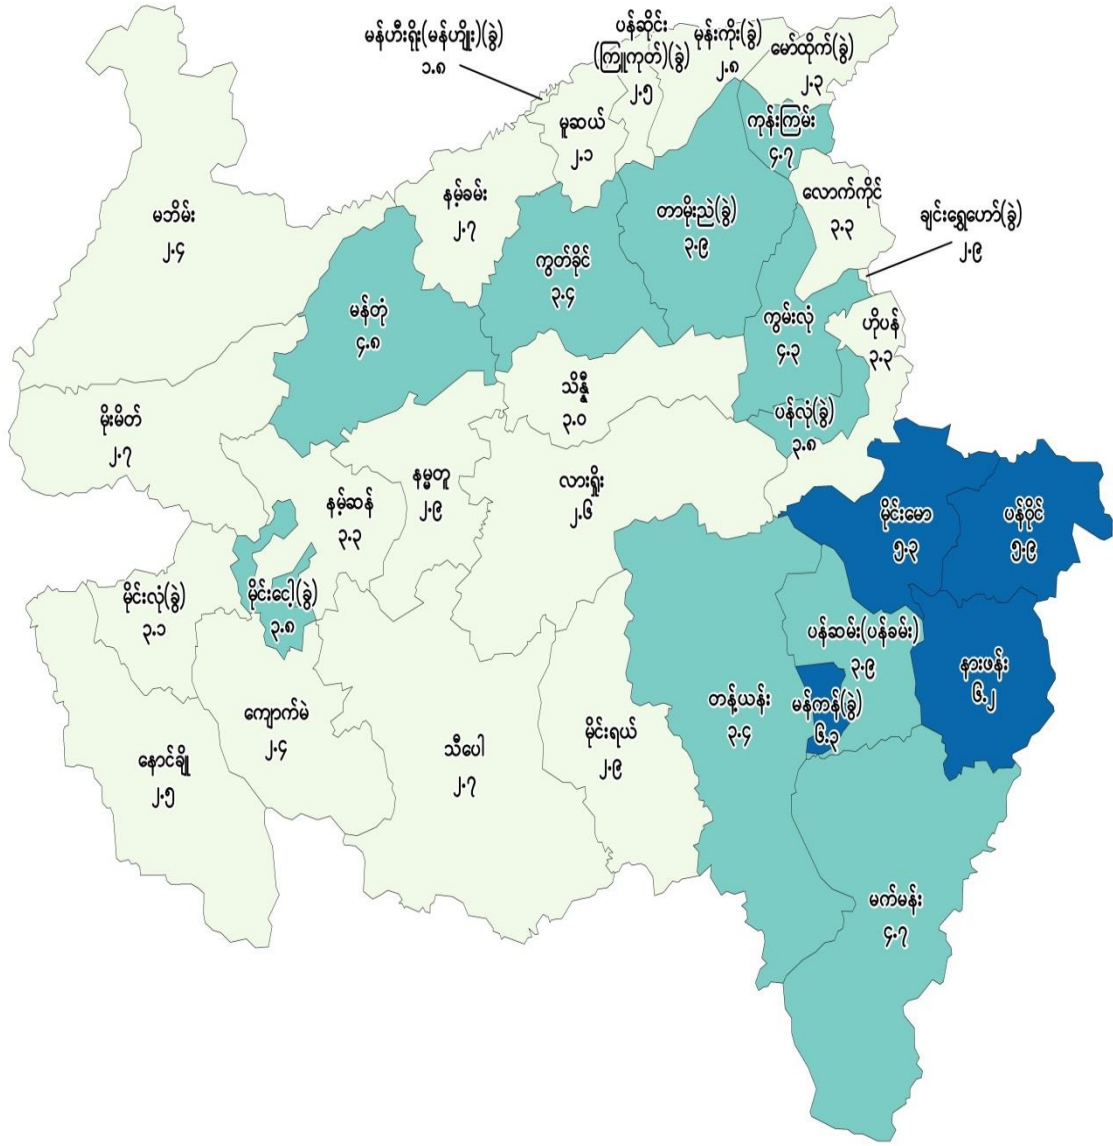 မန်ဟီးရိုး(မန်ဟျိုး)(ခွဲ)
၁.၈
ပန်ဆိုင်း
(ကြူကုတ်)(ခွဲ)
၂.၅
မုန်းကိုး(ခွဲ)
၂.၈
မော်ထိုက်(ခွဲ)
၂.၃
မူဆယ်
၂.၁
ကုန်းကြမ်း
၄.၇
မဘိမ်း
၂.၄
နမ့်ခမ်း
၂.၇
တာမိုးညဲ(ခွဲ)
၃.၉
လောက်ကိုင်
၃.၃
ချင်းရွှေဟော်(ခွဲ)
၂.၉
ကွတ်ခိုင်
၃.၄
မန်တုံ
၄.၈
ကွမ်းလုံ
၄.၃
ဟိုပန်
၃.၃
သိန္နီ
၃.၀
မိုးမိတ်
၂.၇
ပန်လုံ(ခွဲ)
၃.၈
နမ့်ဆန်
၃.၃
နမ္မတူ
၂.၉
လားရှိုး
၂.၆
မိုင်းမော
၅.၃
ပန်ဝိုင်
၅.၉
မိုင်းလုံ(ခွဲ)
၃.၁
မိုင်းငေါ့(ခွဲ)
၃.၈
ပန်ဆမ်း(ပန်ခမ်း)
၃.၉
နားဖန်း
၆.၂
ကျောက်မဲ
၂.၄
တန့်ယန်း
၃.၄
မန်ကန်(ခွဲ)
၆.၃
နောင်ချို
၂.၅
သီပေါ
၂.၇
မိုင်းရယ်
၂.၉
မက်မန်း
၄.၇